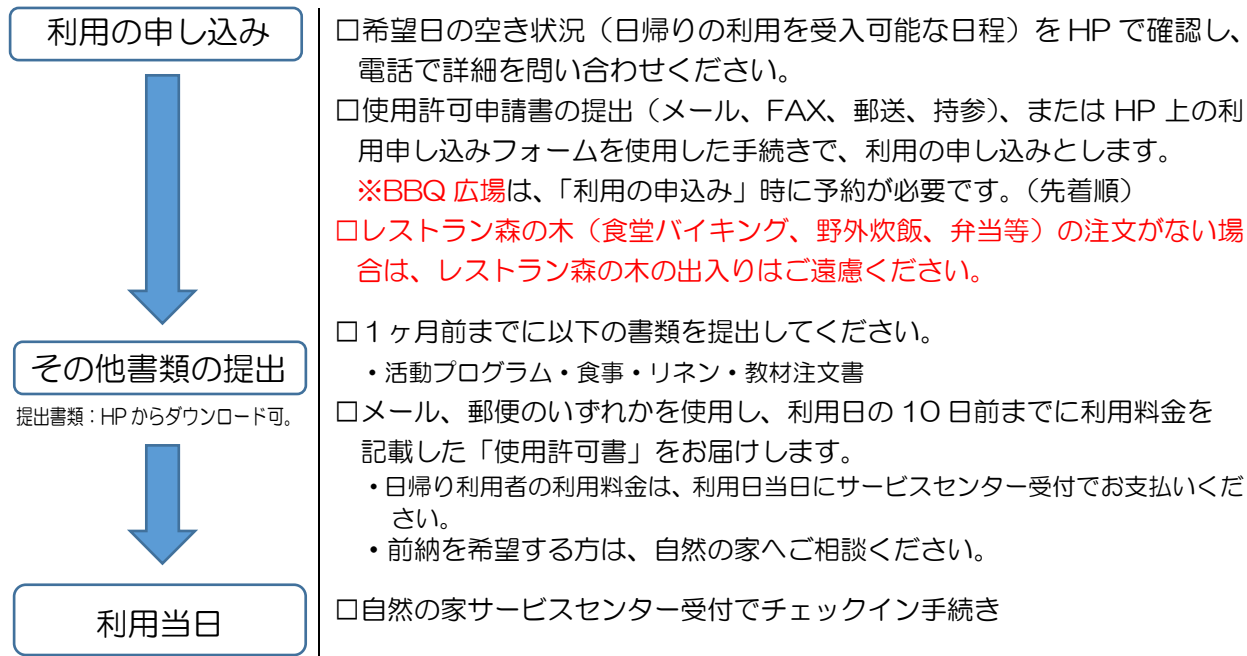 利用の申し込み
□希望日の空き状況（日帰りの利用を受入可能な日程）を HP で確認し、
電話で詳細を問い合わせください。
□使用許可申請書の提出（メール、FAX、郵送、持参）、または HP 上の利
用申し込みフォームを使用した手続きで、利用の申し込みとします。
※BBQ 広場は、「利用の申込み」時に予約が必要です。（先着順）
□レストラン森の木（食堂バイキング、野外炊飯、弁当等）の注文がない場
合は、レストラン森の木の出入りはご遠慮ください。
その他書類の提出
提出書類：HP からダウンロード可。
□１ヶ月前までに以下の書類を提出してください。
・活動プログラム・食事・リネン・教材注文書
□メール、郵便のいずれかを使用し、利用日の 10 日前までに利用料金を
記載した「使用許可書」をお届けします。
・日帰り利用者の利用料金は、利用日当日にサービスセンター受付でお支払いくだ
さい。
・前納を希望する方は、自然の家へご相談ください。
利用当日
□自然の家サービスセンター受付でチェックイン手続き